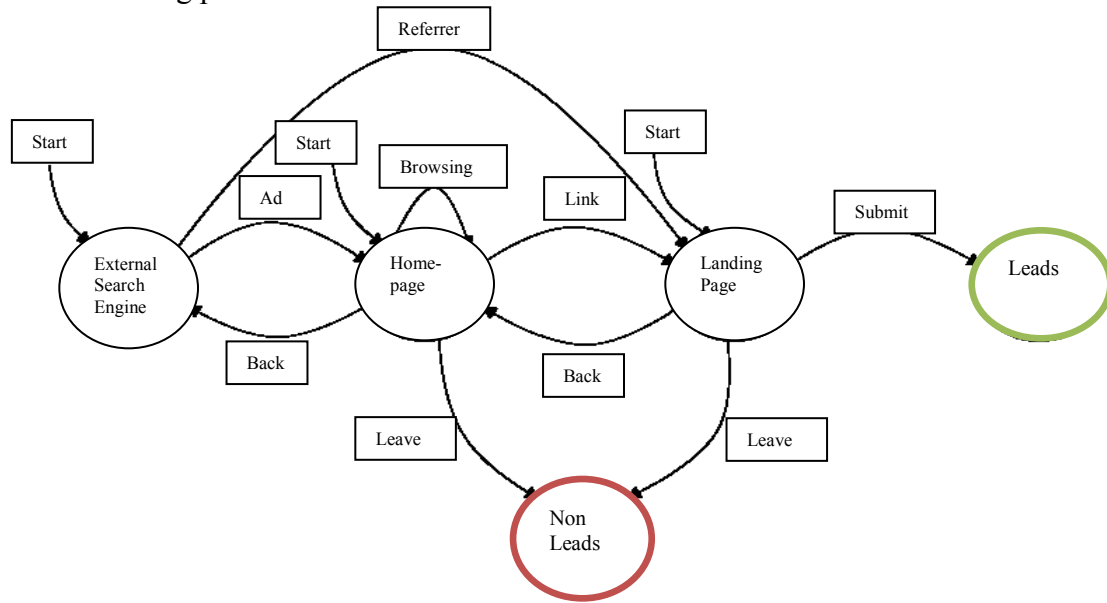 Referrer
Start
Start
Start
Browsing
Ad
Link
Submit
External
Search
Engine
Home-
page
Landing
Page
Leads
Back
Back
Leave
Leave
Non
Leads